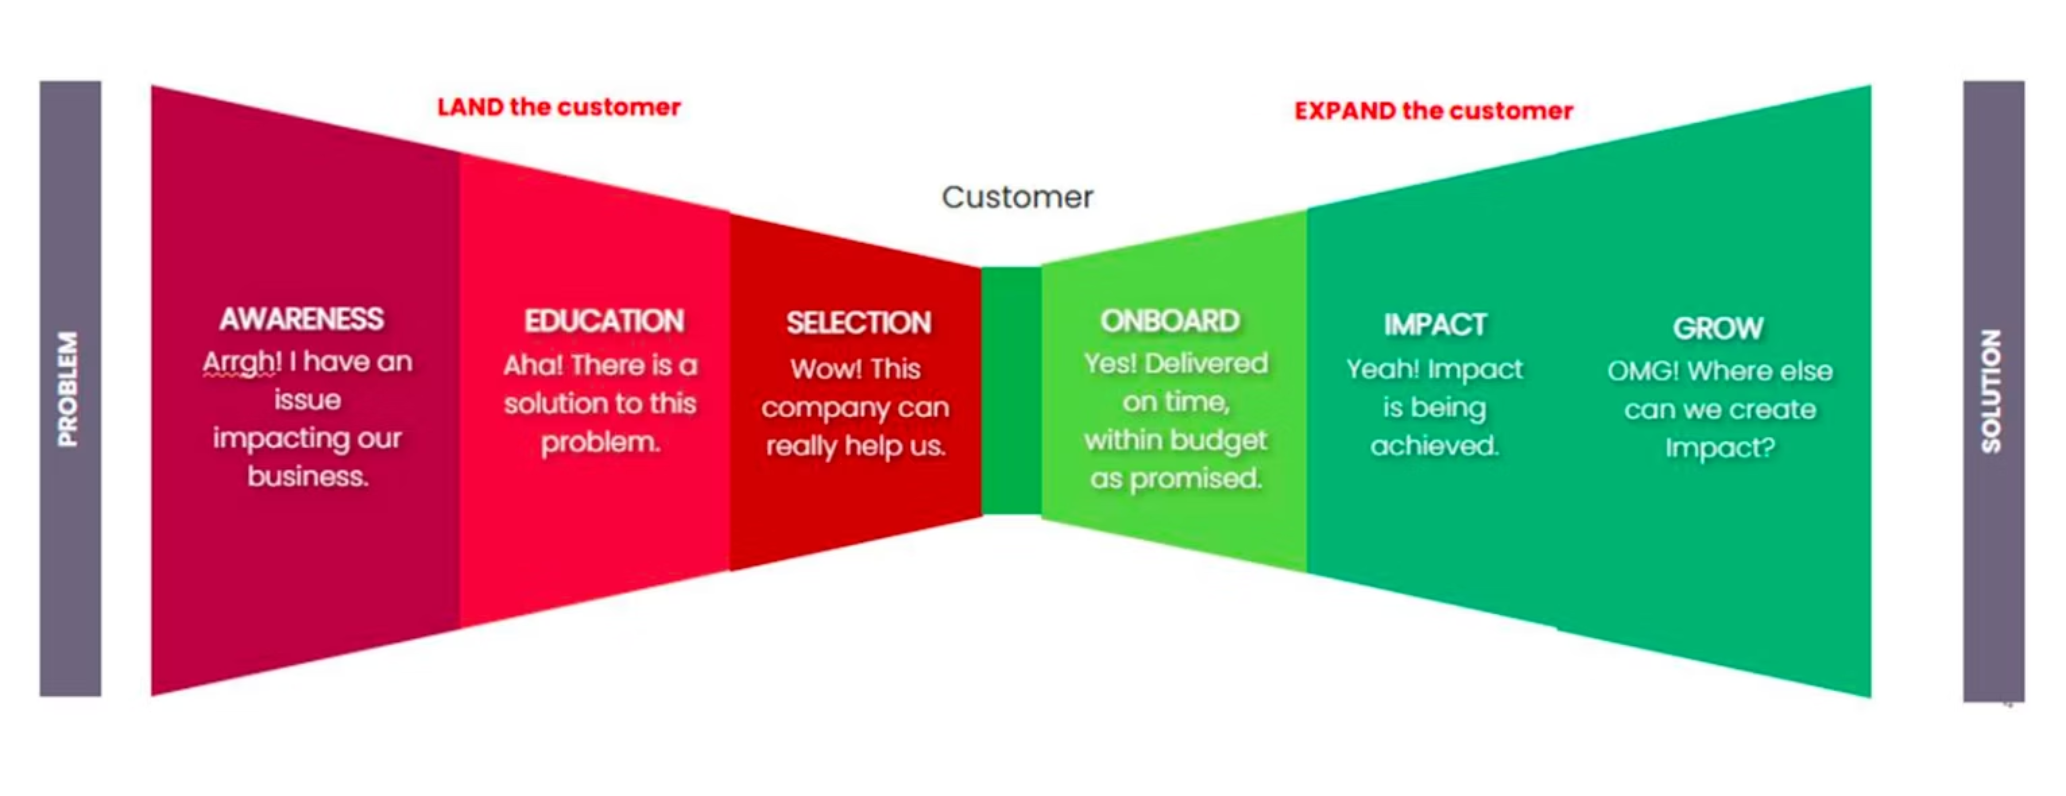 LAND the customer
EXPAND the customer
Customer
PROBLEM
AWARENESS
Arrgh! I have an
issue
impacting our
business.
EDUCATION
Aha! There is a
solution to this
problem.
SELECTION
Wow! This
company can
really help us.
ONBOARD
Yes! Delivered
on time,
within budget
as promised.
IMPACT
Yeah! Impact
is being
achieved.
GROW
OMG! Where else
can we create
Impact?
SOLUTION